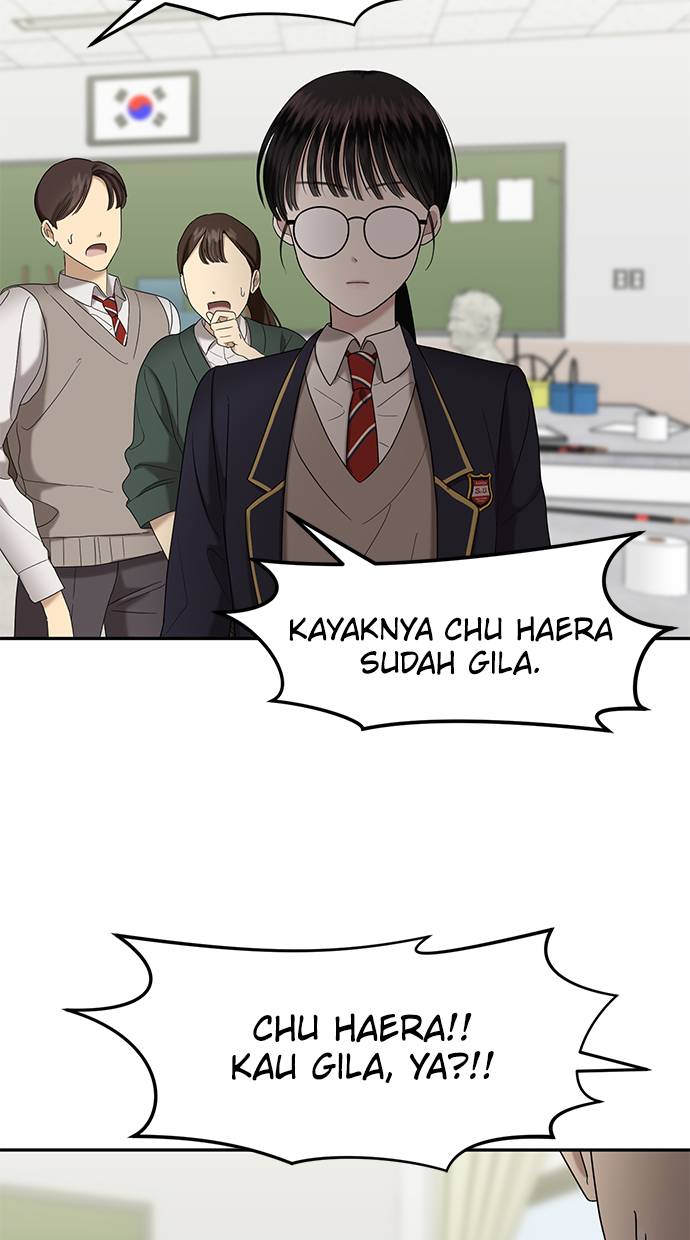 KAYAKNYA CHU HAERA
SUDAH GILA.
CHU HAERA!!
KAU GILA, YA?!!